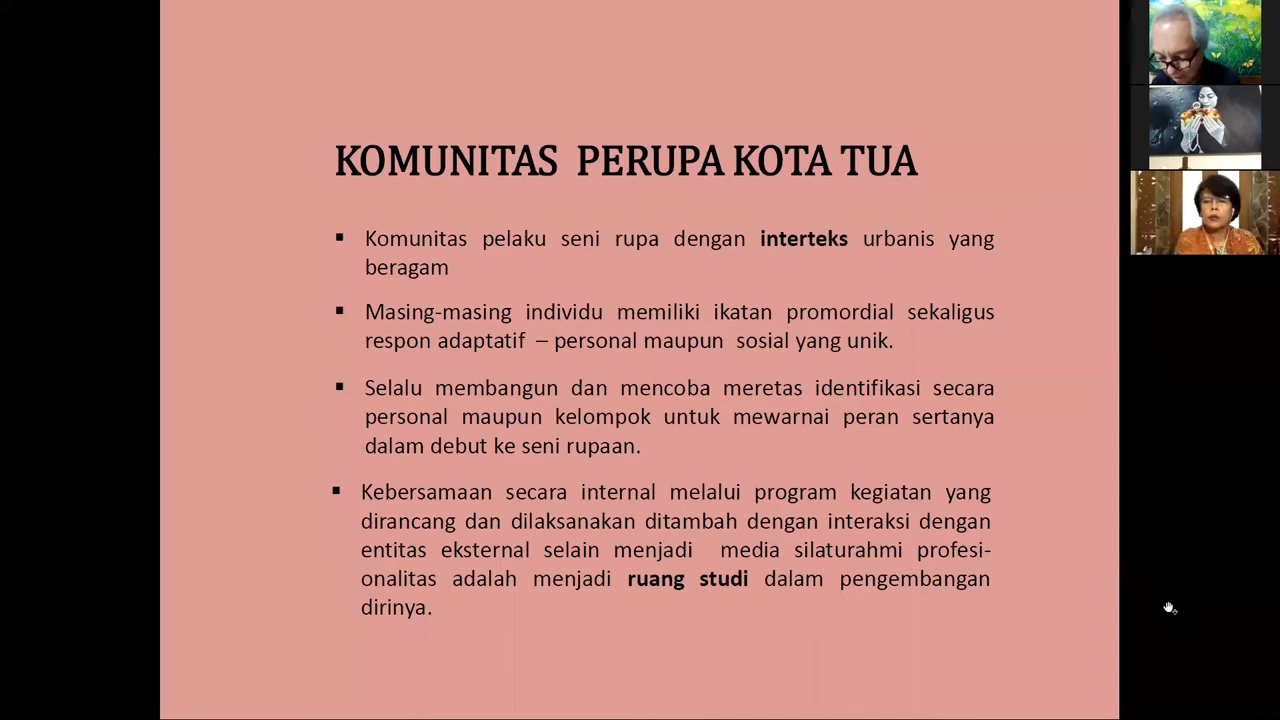 KOMUNITAS PERUPA KOTA TUA
▪ Komunitas pelaku seni rupa dengan interteks urbanis yang
beragam
▪ Masing-masing individu memiliki ikatan promordial sekaligus
respon adaptatif – personal maupun sosial yang unik.
▪ Selalu membangun dan mencoba meretas identifikasi secara
personal maupun kelompok untuk mewarnai peran sertanya
dalam debut ke seni rupaan.
▪ Kebersamaan secara internal melalui program kegiatan yang
dirancang dan dilaksanakan ditambah dengan interaksi dengan
entitas eksternal selain menjadi media silaturahmi profesi-
onalitas adalah menjadi ruang studi dalam pengembangan
dirinya.